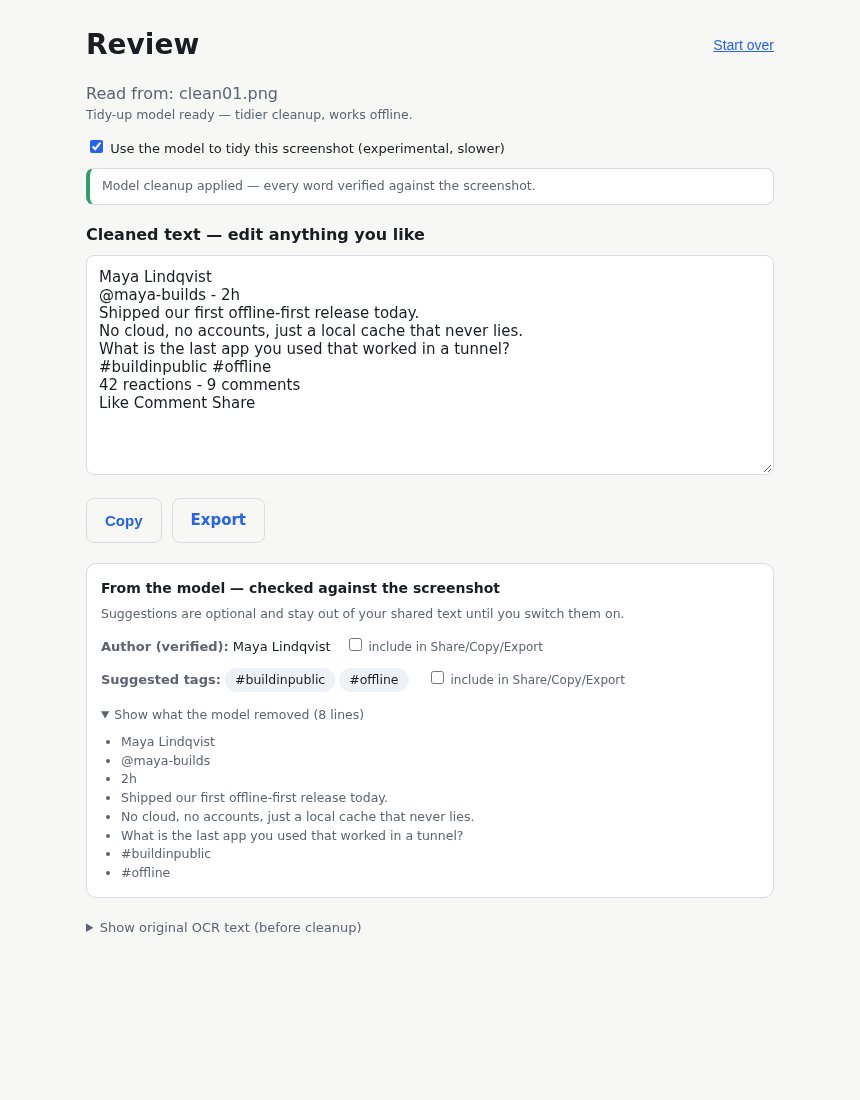 Review
Start over
Read from: clean01.png
Tidy-up model ready — tidier cleanup, works offline.
Use the model to tidy this screenshot (experimental, slower)
Model cleanup applied — every word verified against the screenshot.
Cleaned text — edit anything you like
Maya Lindqvist
@maya-builds - 2h
Shipped our first offline-first release today.
No cloud, no accounts, just a local cache that never lies.
What is the last app you used that worked in a tunnel?
#buildinpublic #offline
42 reactions - 9 comments
Like Comment Share
Copy Export
From the model — checked against the screenshot
Suggestions are optional and stay out of your shared text until you switch them on.
Author (verified): Maya Lindqvist include in Share/Copy/Export
Suggested tags: #buildinpublic #offline include in Share/Copy/Export
▼ Show what the model removed (8 lines)
• Maya Lindqvist
• @maya-builds
• 2h
• Shipped our first offline-first release today.
• No cloud, no accounts, just a local cache that never lies.
• What is the last app you used that worked in a tunnel?
• #buildinpublic
• #offline
▶ Show original OCR text (before cleanup)